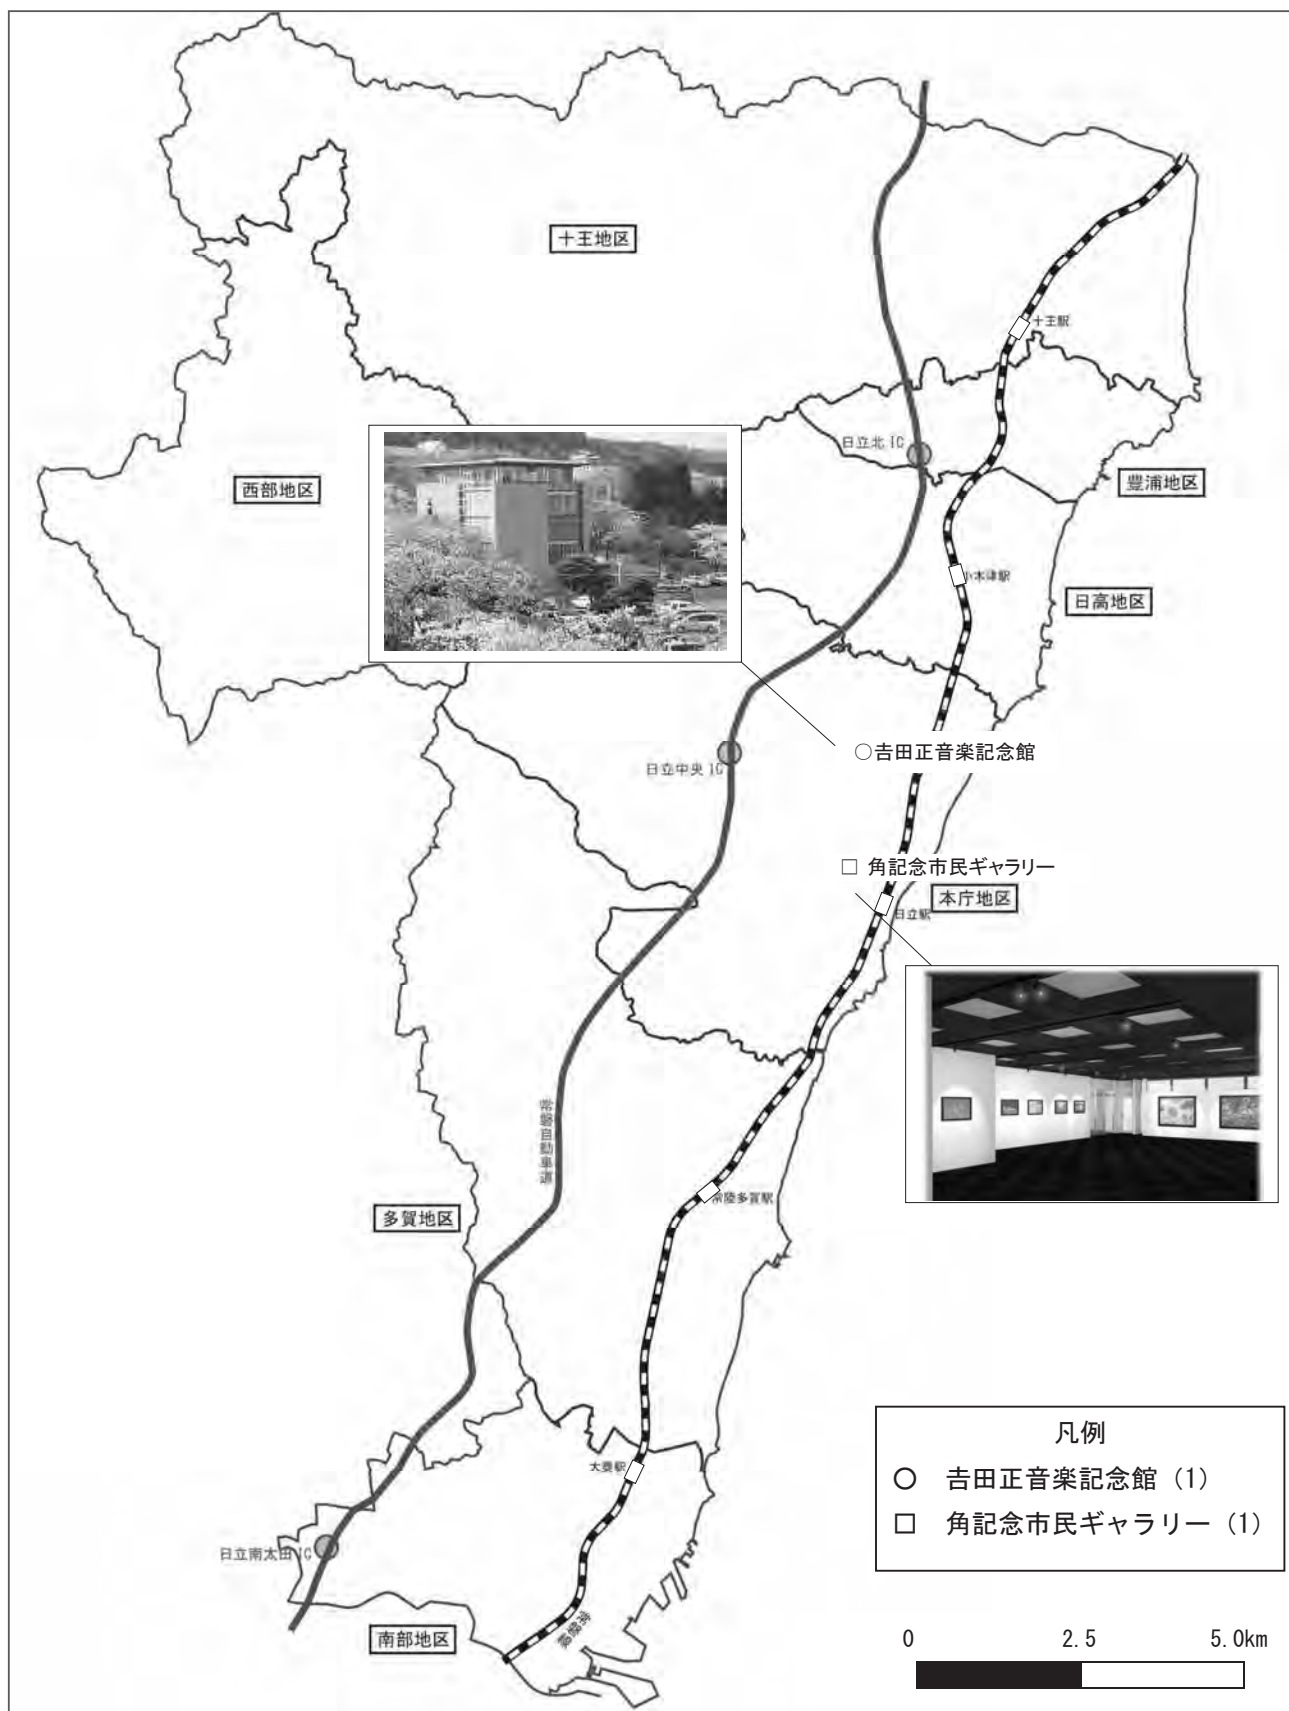 十王地区
十王駅
日立北IC
西部地区
豊浦地区
小木津駅
日高地区
○吉田正音楽記念館
日立中央IC
□ 角記念市民ギャラリー
本庁地区
日立駅
常磐自動車道
常陸多賀駅
多賀地区
凡例
○ 吉田正音楽記念館 (1)
□ 角記念市民ギャラリー (1)
大甕駅
日立南太田IC
常磐線
南部地区
0 2.5 5.0km